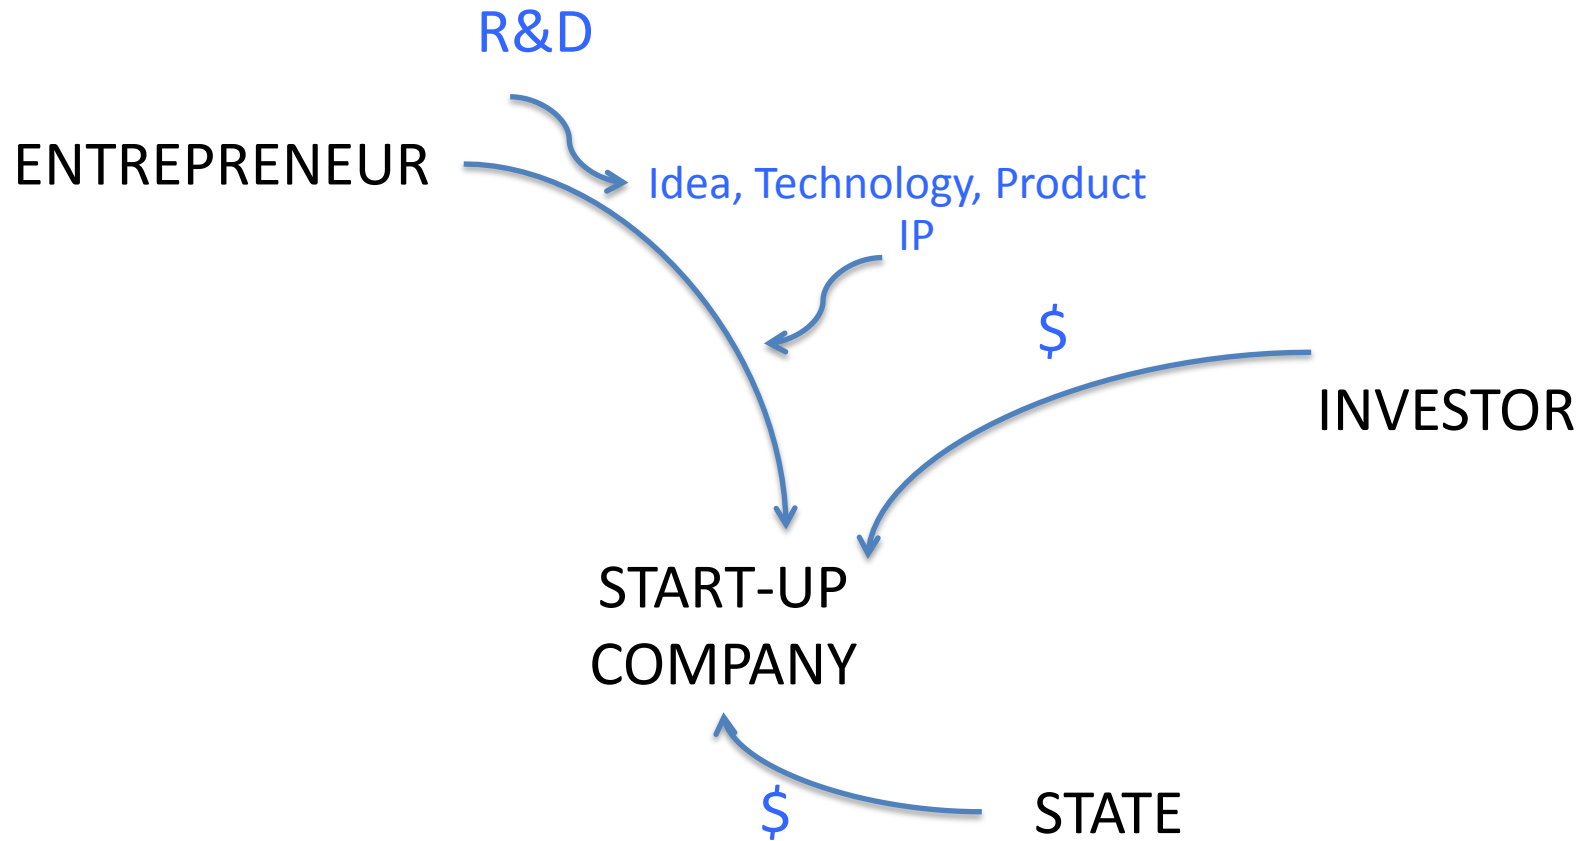 R&D
ENTREPRENEUR
Idea, Technology, Product
IP
$
INVESTOR
START-UP
COMPANY
$
STATE